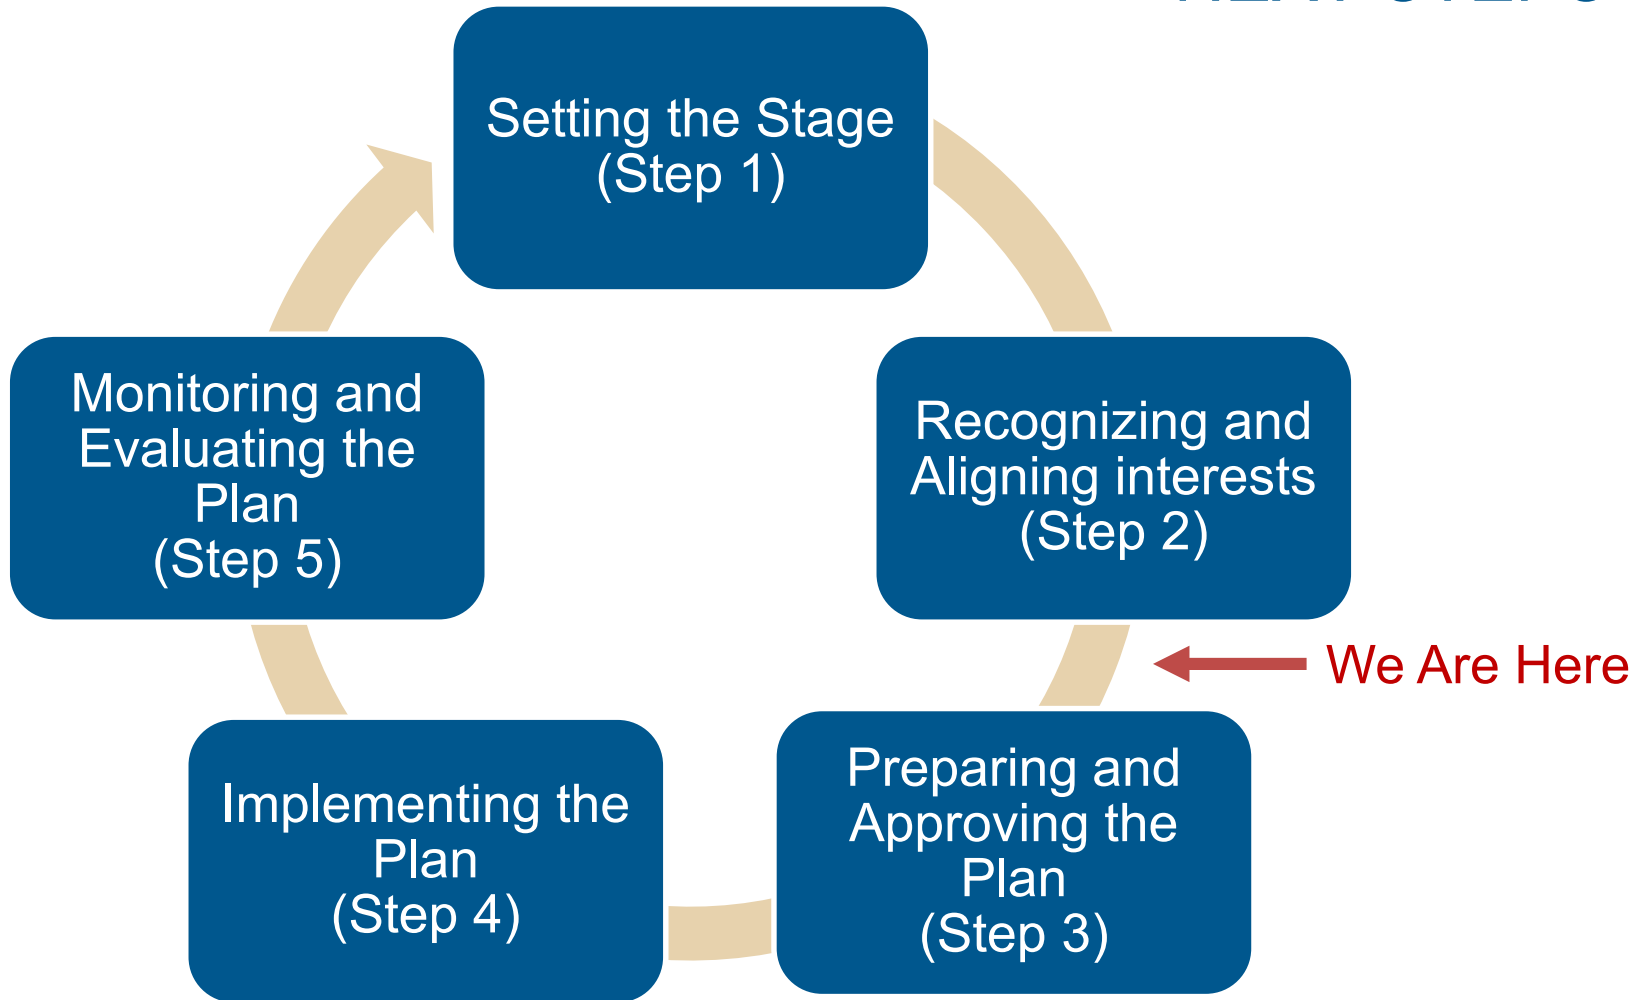 Setting the Stage
(Step 1)
Recognizing and
Aligning interests
(Step 2)
We Are Here
Preparing and
Approving the
Plan
(Step 3)
Implementing the
Plan
(Step 4)
Monitoring and
Evaluating the
Plan
(Step 5)